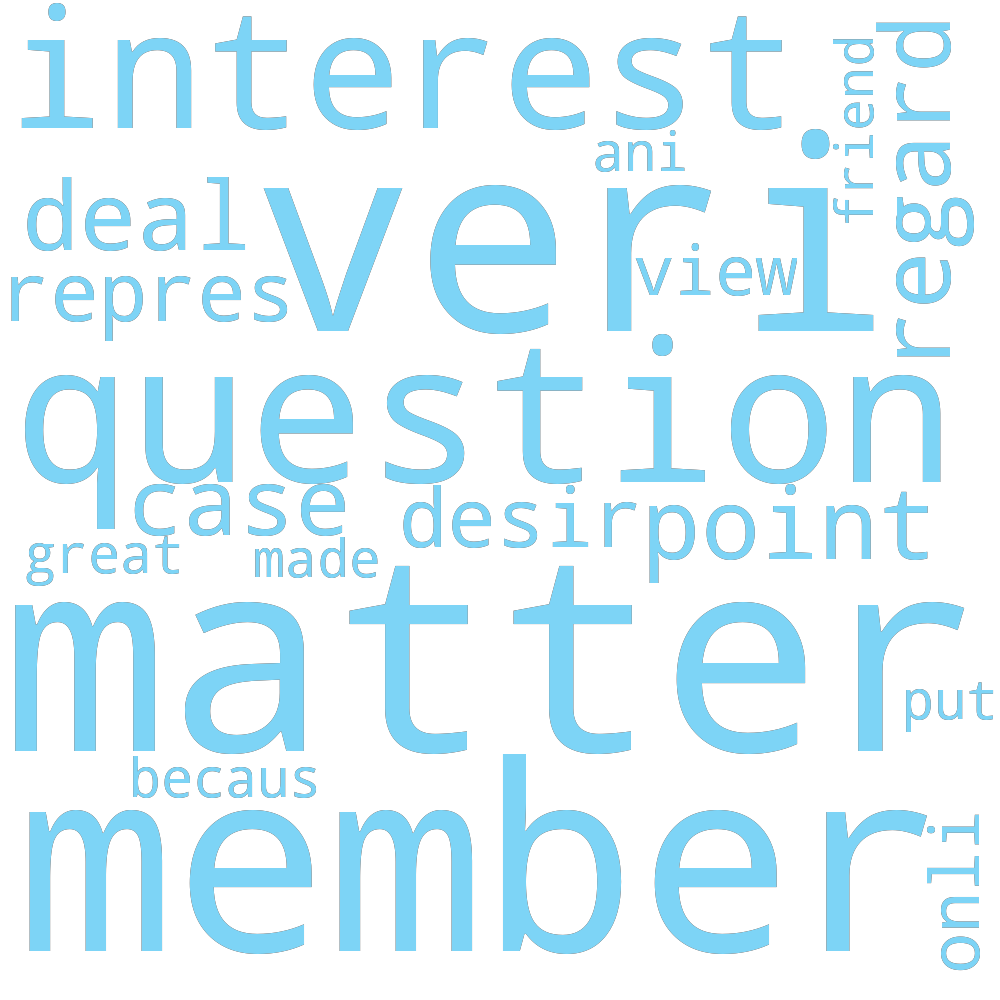 interest
friend
regard
ani
veri
deal
view
repres
question
case
desir
point
great
made
matter
put
becaus
member
onli